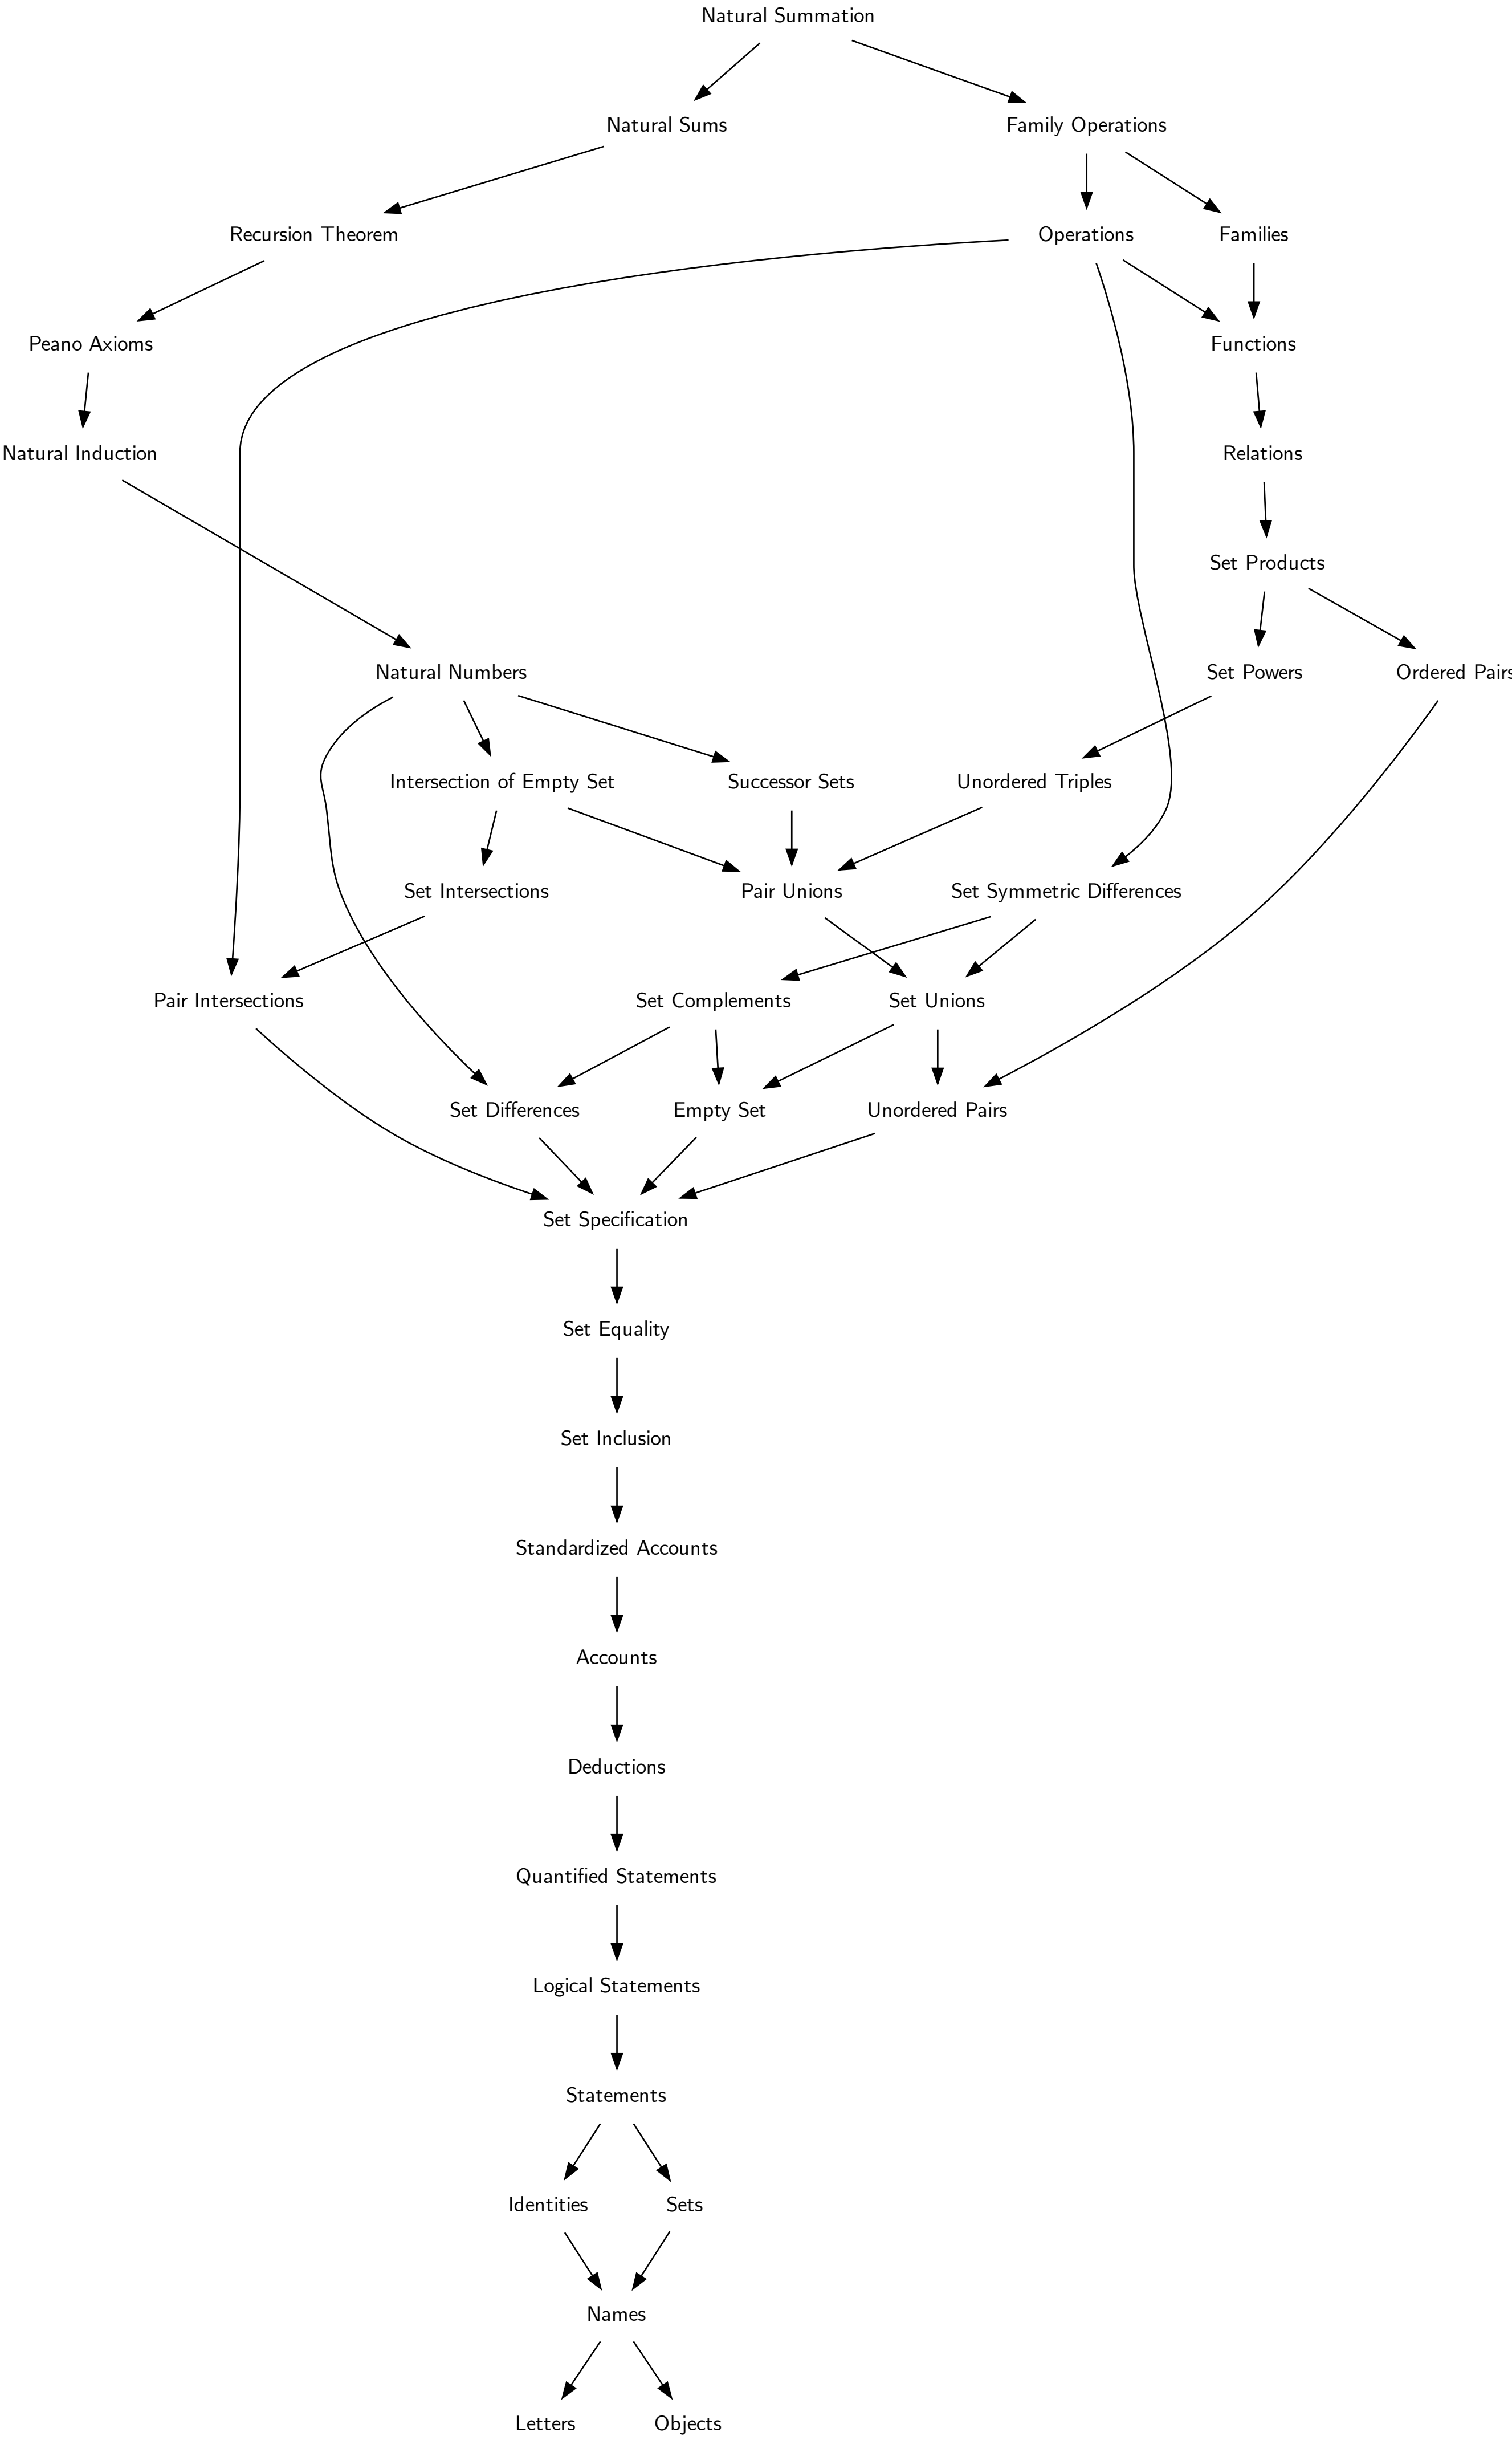 Natural Summation
Natural Sums
Family Operations
Recursion Theorem
Operations
Families
Peano Axioms
Functions
Natural Induction
Relations
Set Products
Natural Numbers
Set Powers
Ordered Pairs
Intersection of Empty Set
Successor Sets
Unordered Triples
Set Intersections
Pair Unions
Set Symmetric Differences
Pair Intersections
Set Complements
Set Unions
Set Differences
Empty Set
Unordered Pairs
Set Specification
Set Equality
Set Inclusion
Standardized Accounts
Accounts
Deductions
Quantified Statements
Logical Statements
Statements
Identities
Sets
Names
Letters
Objects